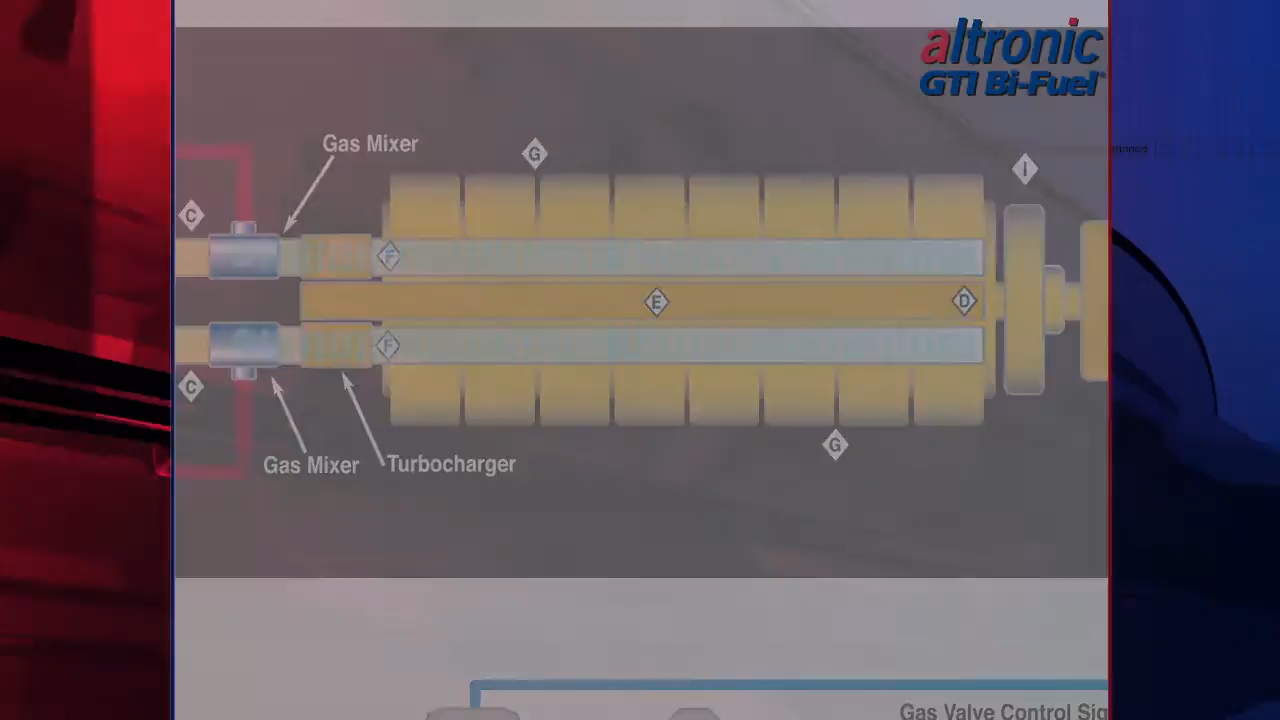 altronic
GTI Bi-Fuel
Gas Mixer
G
I
C
F
E
D
F
C
G
Gas Mixer
Turbocharger
Gas Valve Control Sig